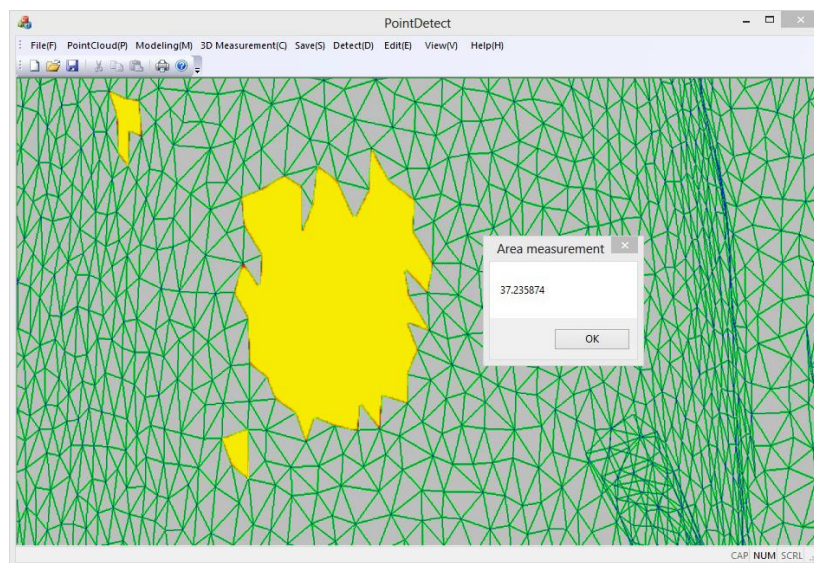 PointDetect
File(F) PointCloud(P) Modeling(M) 3D Measurement(C) Save(S) Detect(D) Edit(E) View(V) Help(H)
Area measurement
37.235874
OK
CAP NUM SCRL